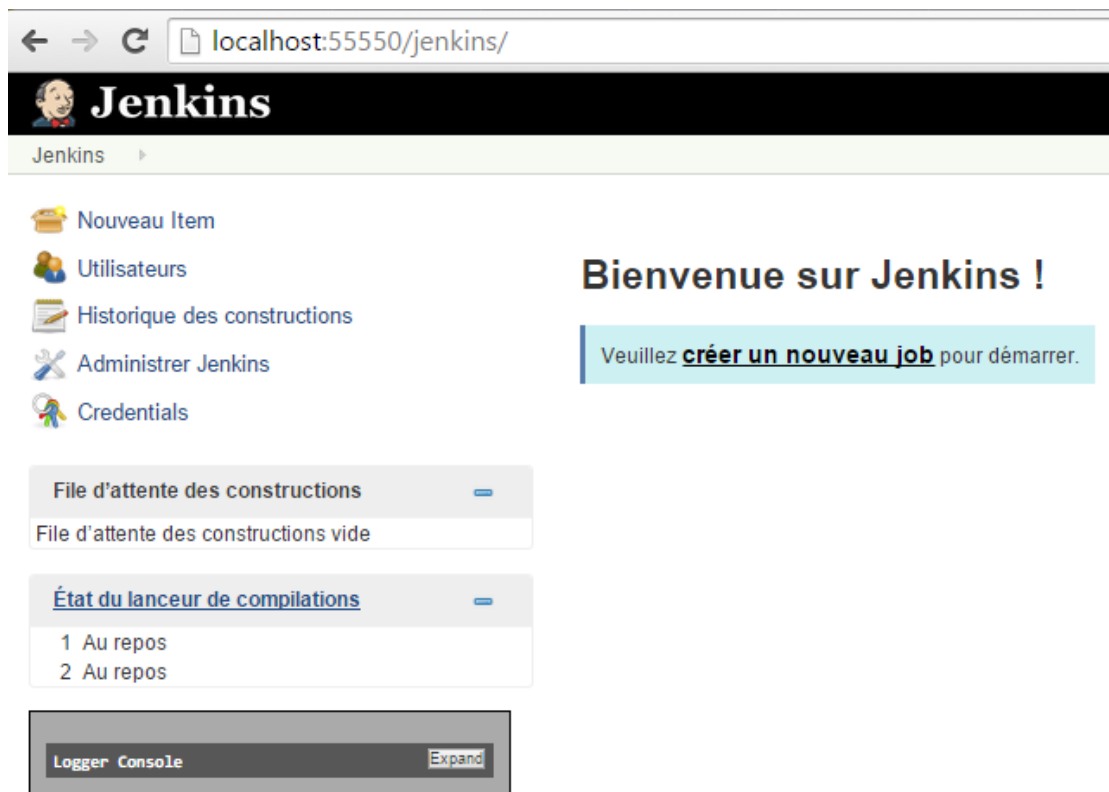 localhost:55550/jenkins/
Jenkins
Jenkins
Nouveau Item
Utilisateurs
Historique des constructions
Administrer Jenkins
Credentials
File d'attente des constructions
File d'attente des constructions vide
État du lanceur de compilations
1 Au repos
2 Au repos
Logger Console
Expand
Bienvenue sur Jenkins !
Veuillez créer un nouveau job pour démarrer.